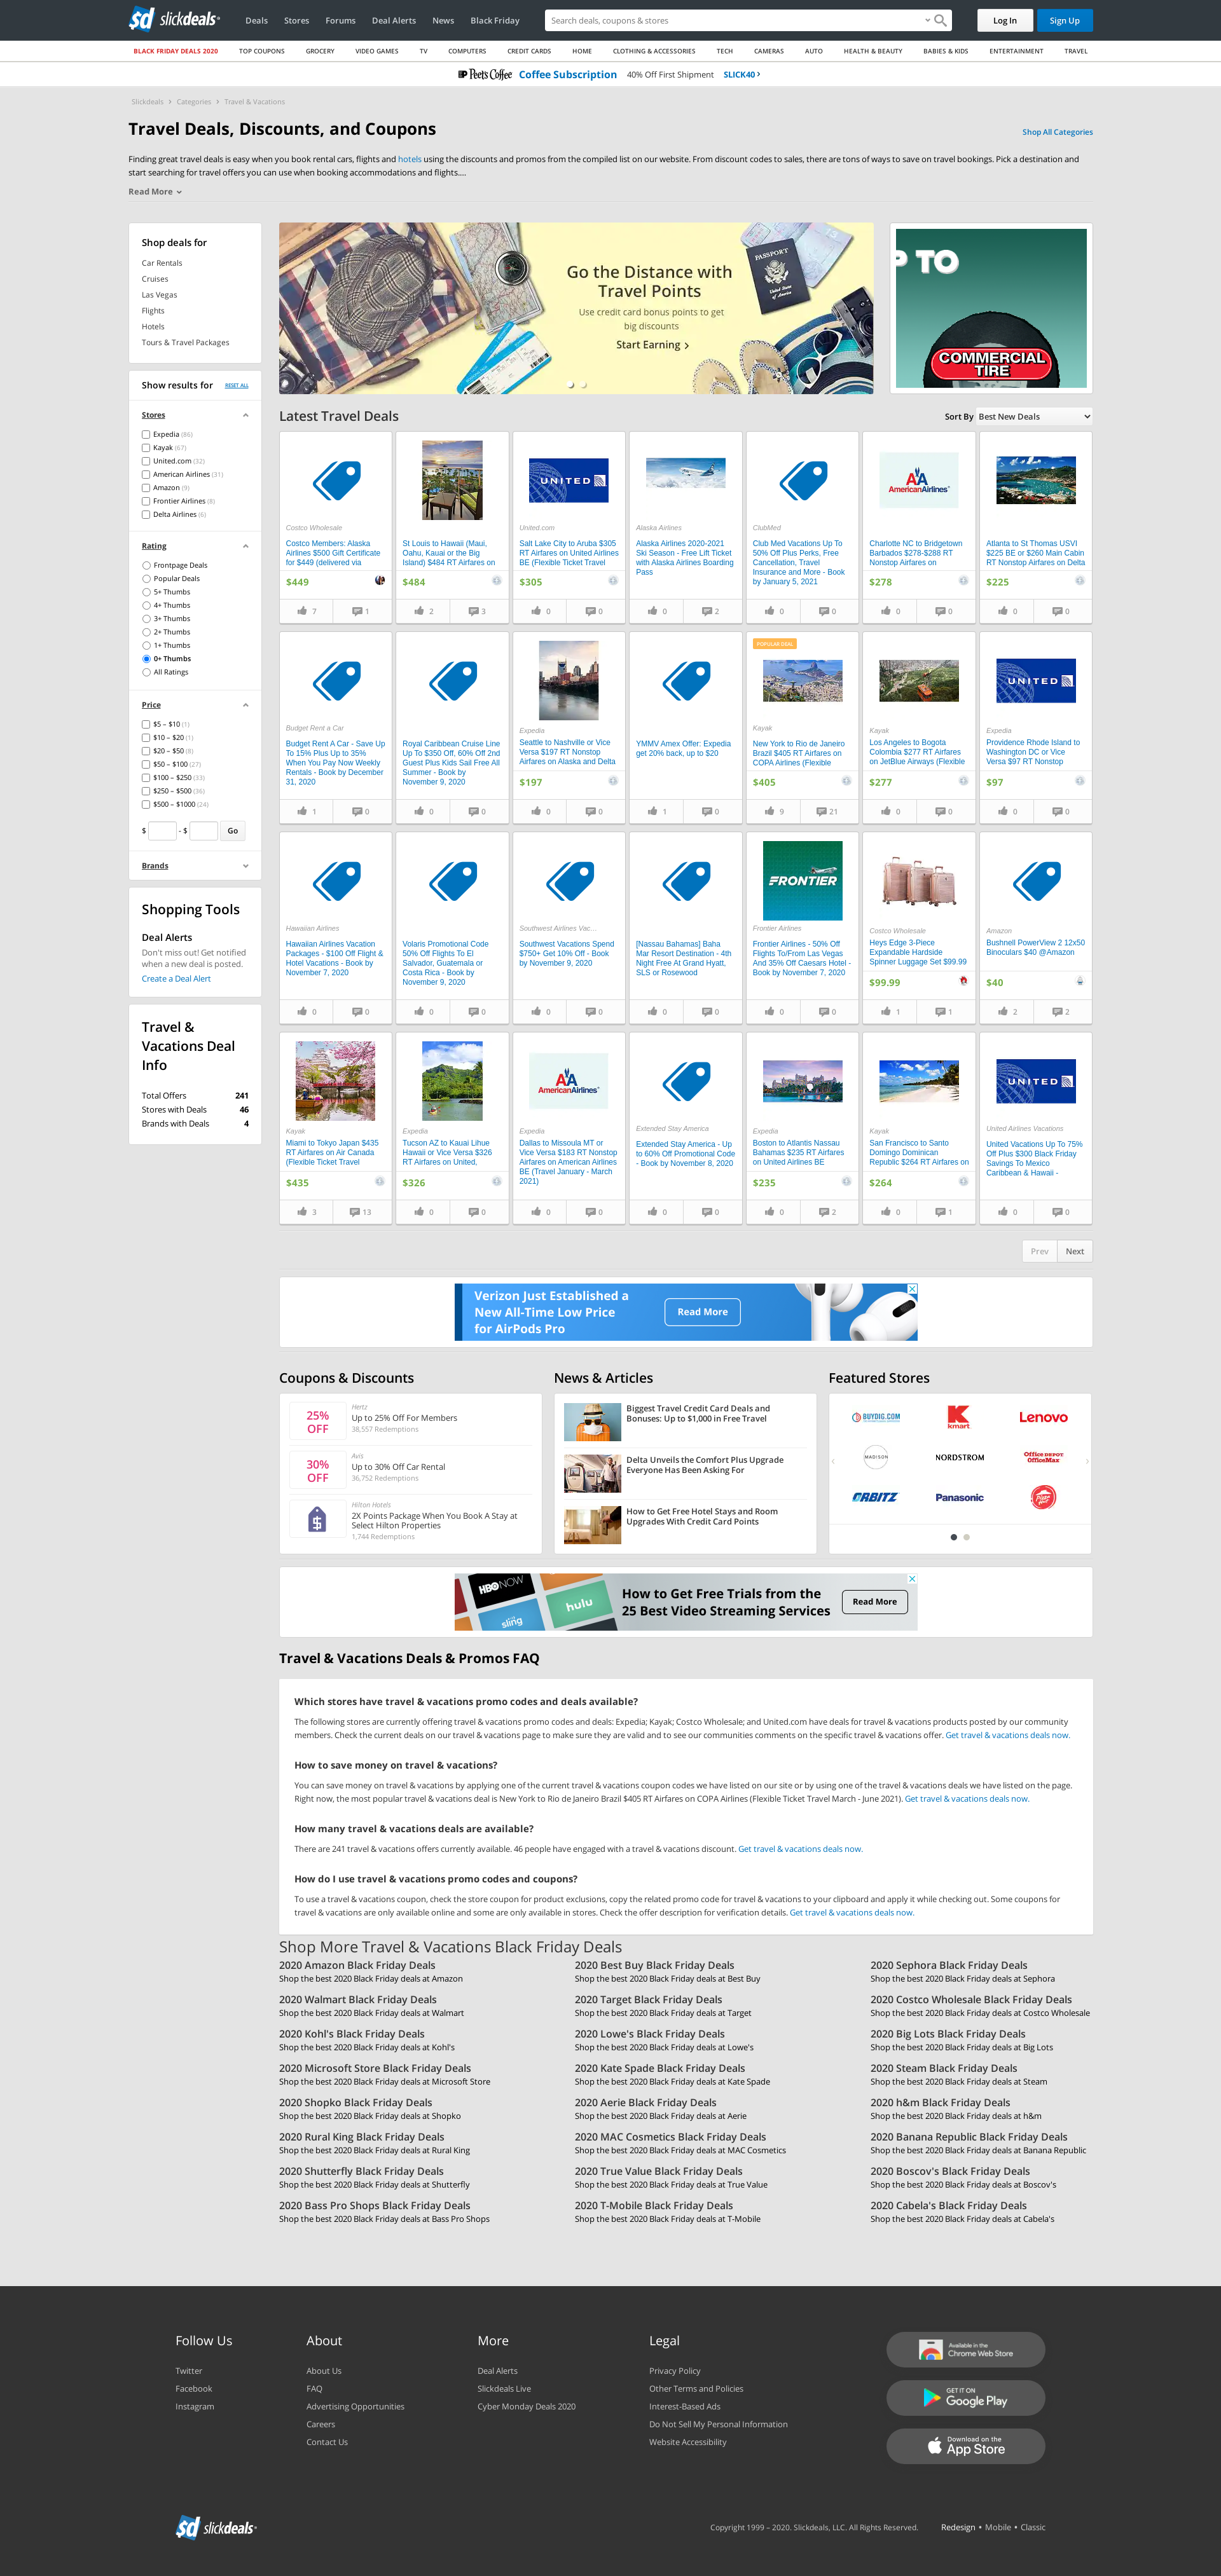 slickdeals
Deals
Stores
Forums
Deal Alerts
News
Black Friday
Search deals, coupons & stores
Log In
Sign Up
BLACK FRIDAY DEALS 2020
TOP COUPONS
GROCERY
VIDEO GAMES
TV
COMPUTERS
CREDIT CARDS
HOME
CLOTHING & ACCESSORIES
TECH
CAMERAS
AUTO
HEALTH & BEAUTY
BABIES & KIDS
ENTERTAINMENT
TRAVEL
Peet's Coffee Coffee Subscription 40% Off First Shipment SLICK40
Slickdeals › Categories › Travel & Vacations
Travel Deals, Discounts, and Coupons
Shop All Categories
Finding great travel deals is easy when you book rental cars, flights and hotels using the discounts and promos from the compiled list on our website. From discount codes to sales, there are tons of ways to save on travel bookings. Pick a destination and
start searching for travel offers you can use when booking accommodations and flights....
Read More
Shop deals for
Car Rentals
Cruises
Las Vegas
Flights
Hotels
Tours & Travel Packages
Show results for
RESET ALL
Stores
Expedia (86)
Kayak (67)
United.com (32)
American Airlines (31)
Amazon (9)
Frontier Airlines (8)
Delta Airlines (6)
Rating
Frontpage Deals
Popular Deals
5+ Thumbs
4+ Thumbs
3+ Thumbs
2+ Thumbs
1+ Thumbs
0+ Thumbs
All Ratings
Price
$5 – $10 (1)
$10 – $20 (1)
$20 – $50 (8)
$50 – $100 (27)
$100 – $250 (33)
$250 – $500 (36)
$500 – $1000 (24)
$ - $ Go
Brands
Shopping Tools
Deal Alerts
Don't miss out! Get notified
when a new deal is posted.
Create a Deal Alert
Travel &
Vacations Deal
Info
Total Offers 241
Stores with Deals 46
Brands with Deals 4
Go the Distance with
Travel Points
Use credit card bonus points to get
big discounts
Start Earning
PASSPORT
P TO
COMMERCIAL
TIRE
Latest Travel Deals
Sort By Best New Deals
Costco Wholesale
Costco Members: Alaska
Airlines $500 Gift Certificate
for $449 (delivered via
$449
7 1
St Louis to Hawaii (Maui,
Oahu, Kauai or the Big
Island) $484 RT Airfares on
$484
2 3
UNITED
United.com
Salt Lake City to Aruba $305
RT Airfares on United Airlines
BE (Flexible Ticket Travel
$305
0 0
Alaska Airlines
Alaska Airlines 2020-2021
Ski Season - Free Lift Ticket
with Alaska Airlines Boarding
Pass
0 2
ClubMed
Club Med Vacations Up To
50% Off Plus Perks, Free
Cancellation, Travel
Insurance and More - Book
by January 5, 2021
0 0
AmericanAirlines
Charlotte NC to Bridgetown
Barbados $278-$288 RT
Nonstop Airfares on
$278
0 0
Atlanta to St Thomas USVI
$225 BE or $260 Main Cabin
RT Nonstop Airfares on Delta
$225
0 0
Budget Rent a Car
Budget Rent A Car - Save Up
To 15% Plus Up to 35%
When You Pay Now Weekly
Rentals - Book by December
31, 2020
1 0
Royal Caribbean Cruise Line
Up To $350 Off, 60% Off 2nd
Guest Plus Kids Sail Free All
Summer - Book by
November 9, 2020
0 0
Expedia
Seattle to Nashville or Vice
Versa $197 RT Nonstop
Airfares on Alaska and Delta
$197
0 0
YMMV Amex Offer: Expedia
get 20% back, up to $20
1 0
POPULAR DEAL
Kayak
New York to Rio de Janeiro
Brazil $405 RT Airfares on
COPA Airlines (Flexible
$405
9 21
Kayak
Los Angeles to Bogota
Colombia $277 RT Airfares
on JetBlue Airways (Flexible
$277
0 0
UNITED
Expedia
Providence Rhode Island to
Washington DC or Vice
Versa $97 RT Nonstop
$97
0 0
Hawaiian Airlines
Hawaiian Airlines Vacation
Packages - $100 Off Flight &
Hotel Vacations - Book by
November 7, 2020
0 0
Volaris Promotional Code
50% Off Flights To El
Salvador, Guatemala or
Costa Rica - Book by
November 9, 2020
0 0
Southwest Airlines Vac...
Southwest Vacations Spend
$750+ Get 10% Off - Book
by November 9, 2020
0 0
[Nassau Bahamas] Baha
Mar Resort Destination - 4th
Night Free At Grand Hyatt,
SLS or Rosewood
0 0
FRONTIER
Frontier Airlines
Frontier Airlines - 50% Off
Flights To/From Las Vegas
And 35% Off Caesars Hotel -
Book by November 7, 2020
0 0
Costco Wholesale
Heys Edge 3-Piece
Expandable Hardside
Spinner Luggage Set $99.99
$99.99
1 1
Amazon
Bushnell PowerView 2 12x50
Binoculars $40 @Amazon
$40
2 2
Kayak
Miami to Tokyo Japan $435
RT Airfares on Air Canada
(Flexible Ticket Travel
$435
3 13
Expedia
Tucson AZ to Kauai Lihue
Hawaii or Vice Versa $326
RT Airfares on United,
$326
0 0
AmericanAirlines
Expedia
Dallas to Missoula MT or
Vice Versa $183 RT Nonstop
Airfares on American Airlines
BE (Travel January - March
2021)
0 0
Extended Stay America
Extended Stay America - Up
to 60% Off Promotional Code
- Book by November 8, 2020
0 0
Expedia
Boston to Atlantis Nassau
Bahamas $235 RT Airfares
on United Airlines BE
$235
0 2
Kayak
San Francisco to Santo
Domingo Dominican
Republic $264 RT Airfares on
$264
0 1
UNITED
United Airlines Vacations
United Vacations Up To 75%
Off Plus $300 Black Friday
Savings To Mexico
Caribbean & Hawaii -
0 0
Prev Next
Verizon Just Established a
New All-Time Low Price
for AirPods Pro
Read More
Coupons & Discounts
25%
OFF
Hertz
Up to 25% Off For Members
38,557 Redemptions
30%
OFF
Avis
Up to 30% Off Car Rental
36,752 Redemptions
Hilton Hotels
2X Points Package When You Book A Stay at
Select Hilton Properties
1,744 Redemptions
News & Articles
Biggest Travel Credit Card Deals and
Bonuses: Up to $1,000 in Free Travel
Delta Unveils the Comfort Plus Upgrade
Everyone Has Been Asking For
How to Get Free Hotel Stays and Room
Upgrades With Credit Card Points
Featured Stores
BUYDIG.COM
kmart
Lenovo
MADISON
NORDSTROM
Office DEPOT
OfficeMax
ORBITZ
Panasonic
Pizza Hut
HBO NOW
hulu
sling
How to Get Free Trials from the
25 Best Video Streaming Services
Read More
Travel & Vacations Deals & Promos FAQ
Which stores have travel & vacations promo codes and deals available?
The following stores are currently offering travel & vacations promo codes and deals: Expedia; Kayak; Costco Wholesale; and United.com have deals for travel & vacations products posted by our community
members. Check the current deals on our travel & vacations page to make sure they are valid and to see our communities comments on the specific travel & vacations offer. Get travel & vacations deals now.
How to save money on travel & vacations?
You can save money on travel & vacations by applying one of the current travel & vacations coupon codes we have listed on our site or by using one of the travel & vacations deals we have listed on the page.
Right now, the most popular travel & vacations deal is New York to Rio de Janeiro Brazil $405 RT Airfares on COPA Airlines (Flexible Ticket Travel March - June 2021). Get travel & vacations deals now.
How many travel & vacations deals are available?
There are 241 travel & vacations offers currently available. 46 people have engaged with a travel & vacations discount. Get travel & vacations deals now.
How do I use travel & vacations promo codes and coupons?
To use a travel & vacations coupon, check the store coupon for product exclusions, copy the related promo code for travel & vacations to your clipboard and apply it while checking out. Some coupons for
travel & vacations are only available online and some are only available in stores. Check the offer description for verification details. Get travel & vacations deals now.
Shop More Travel & Vacations Black Friday Deals
2020 Amazon Black Friday Deals
Shop the best 2020 Black Friday deals at Amazon
2020 Best Buy Black Friday Deals
Shop the best 2020 Black Friday deals at Best Buy
2020 Sephora Black Friday Deals
Shop the best 2020 Black Friday deals at Sephora
2020 Walmart Black Friday Deals
Shop the best 2020 Black Friday deals at Walmart
2020 Target Black Friday Deals
Shop the best 2020 Black Friday deals at Target
2020 Costco Wholesale Black Friday Deals
Shop the best 2020 Black Friday deals at Costco Wholesale
2020 Kohl's Black Friday Deals
Shop the best 2020 Black Friday deals at Kohl's
2020 Lowe's Black Friday Deals
Shop the best 2020 Black Friday deals at Lowe's
2020 Big Lots Black Friday Deals
Shop the best 2020 Black Friday deals at Big Lots
2020 Microsoft Store Black Friday Deals
Shop the best 2020 Black Friday deals at Microsoft Store
2020 Kate Spade Black Friday Deals
Shop the best 2020 Black Friday deals at Kate Spade
2020 Steam Black Friday Deals
Shop the best 2020 Black Friday deals at Steam
2020 Shopko Black Friday Deals
Shop the best 2020 Black Friday deals at Shopko
2020 Aerie Black Friday Deals
Shop the best 2020 Black Friday deals at Aerie
2020 h&m Black Friday Deals
Shop the best 2020 Black Friday deals at h&m
2020 Rural King Black Friday Deals
Shop the best 2020 Black Friday deals at Rural King
2020 MAC Cosmetics Black Friday Deals
Shop the best 2020 Black Friday deals at MAC Cosmetics
2020 Banana Republic Black Friday Deals
Shop the best 2020 Black Friday deals at Banana Republic
2020 Shutterfly Black Friday Deals
Shop the best 2020 Black Friday deals at Shutterfly
2020 True Value Black Friday Deals
Shop the best 2020 Black Friday deals at True Value
2020 Boscov's Black Friday Deals
Shop the best 2020 Black Friday deals at Boscov's
2020 Bass Pro Shops Black Friday Deals
Shop the best 2020 Black Friday deals at Bass Pro Shops
2020 T-Mobile Black Friday Deals
Shop the best 2020 Black Friday deals at T-Mobile
2020 Cabela's Black Friday Deals
Shop the best 2020 Black Friday deals at Cabela's
Follow Us
Twitter
Facebook
Instagram
About
About Us
FAQ
Advertising Opportunities
Careers
Contact Us
More
Deal Alerts
Slickdeals Live
Cyber Monday Deals 2020
Legal
Privacy Policy
Other Terms and Policies
Interest-Based Ads
Do Not Sell My Personal Information
Website Accessibility
Available in the
Chrome Web Store
GET IT ON
Google Play
Download on the
App Store
slickdeals
Copyright 1999 – 2020. Slickdeals, LLC. All Rights Reserved.
Redesign • Mobile • Classic